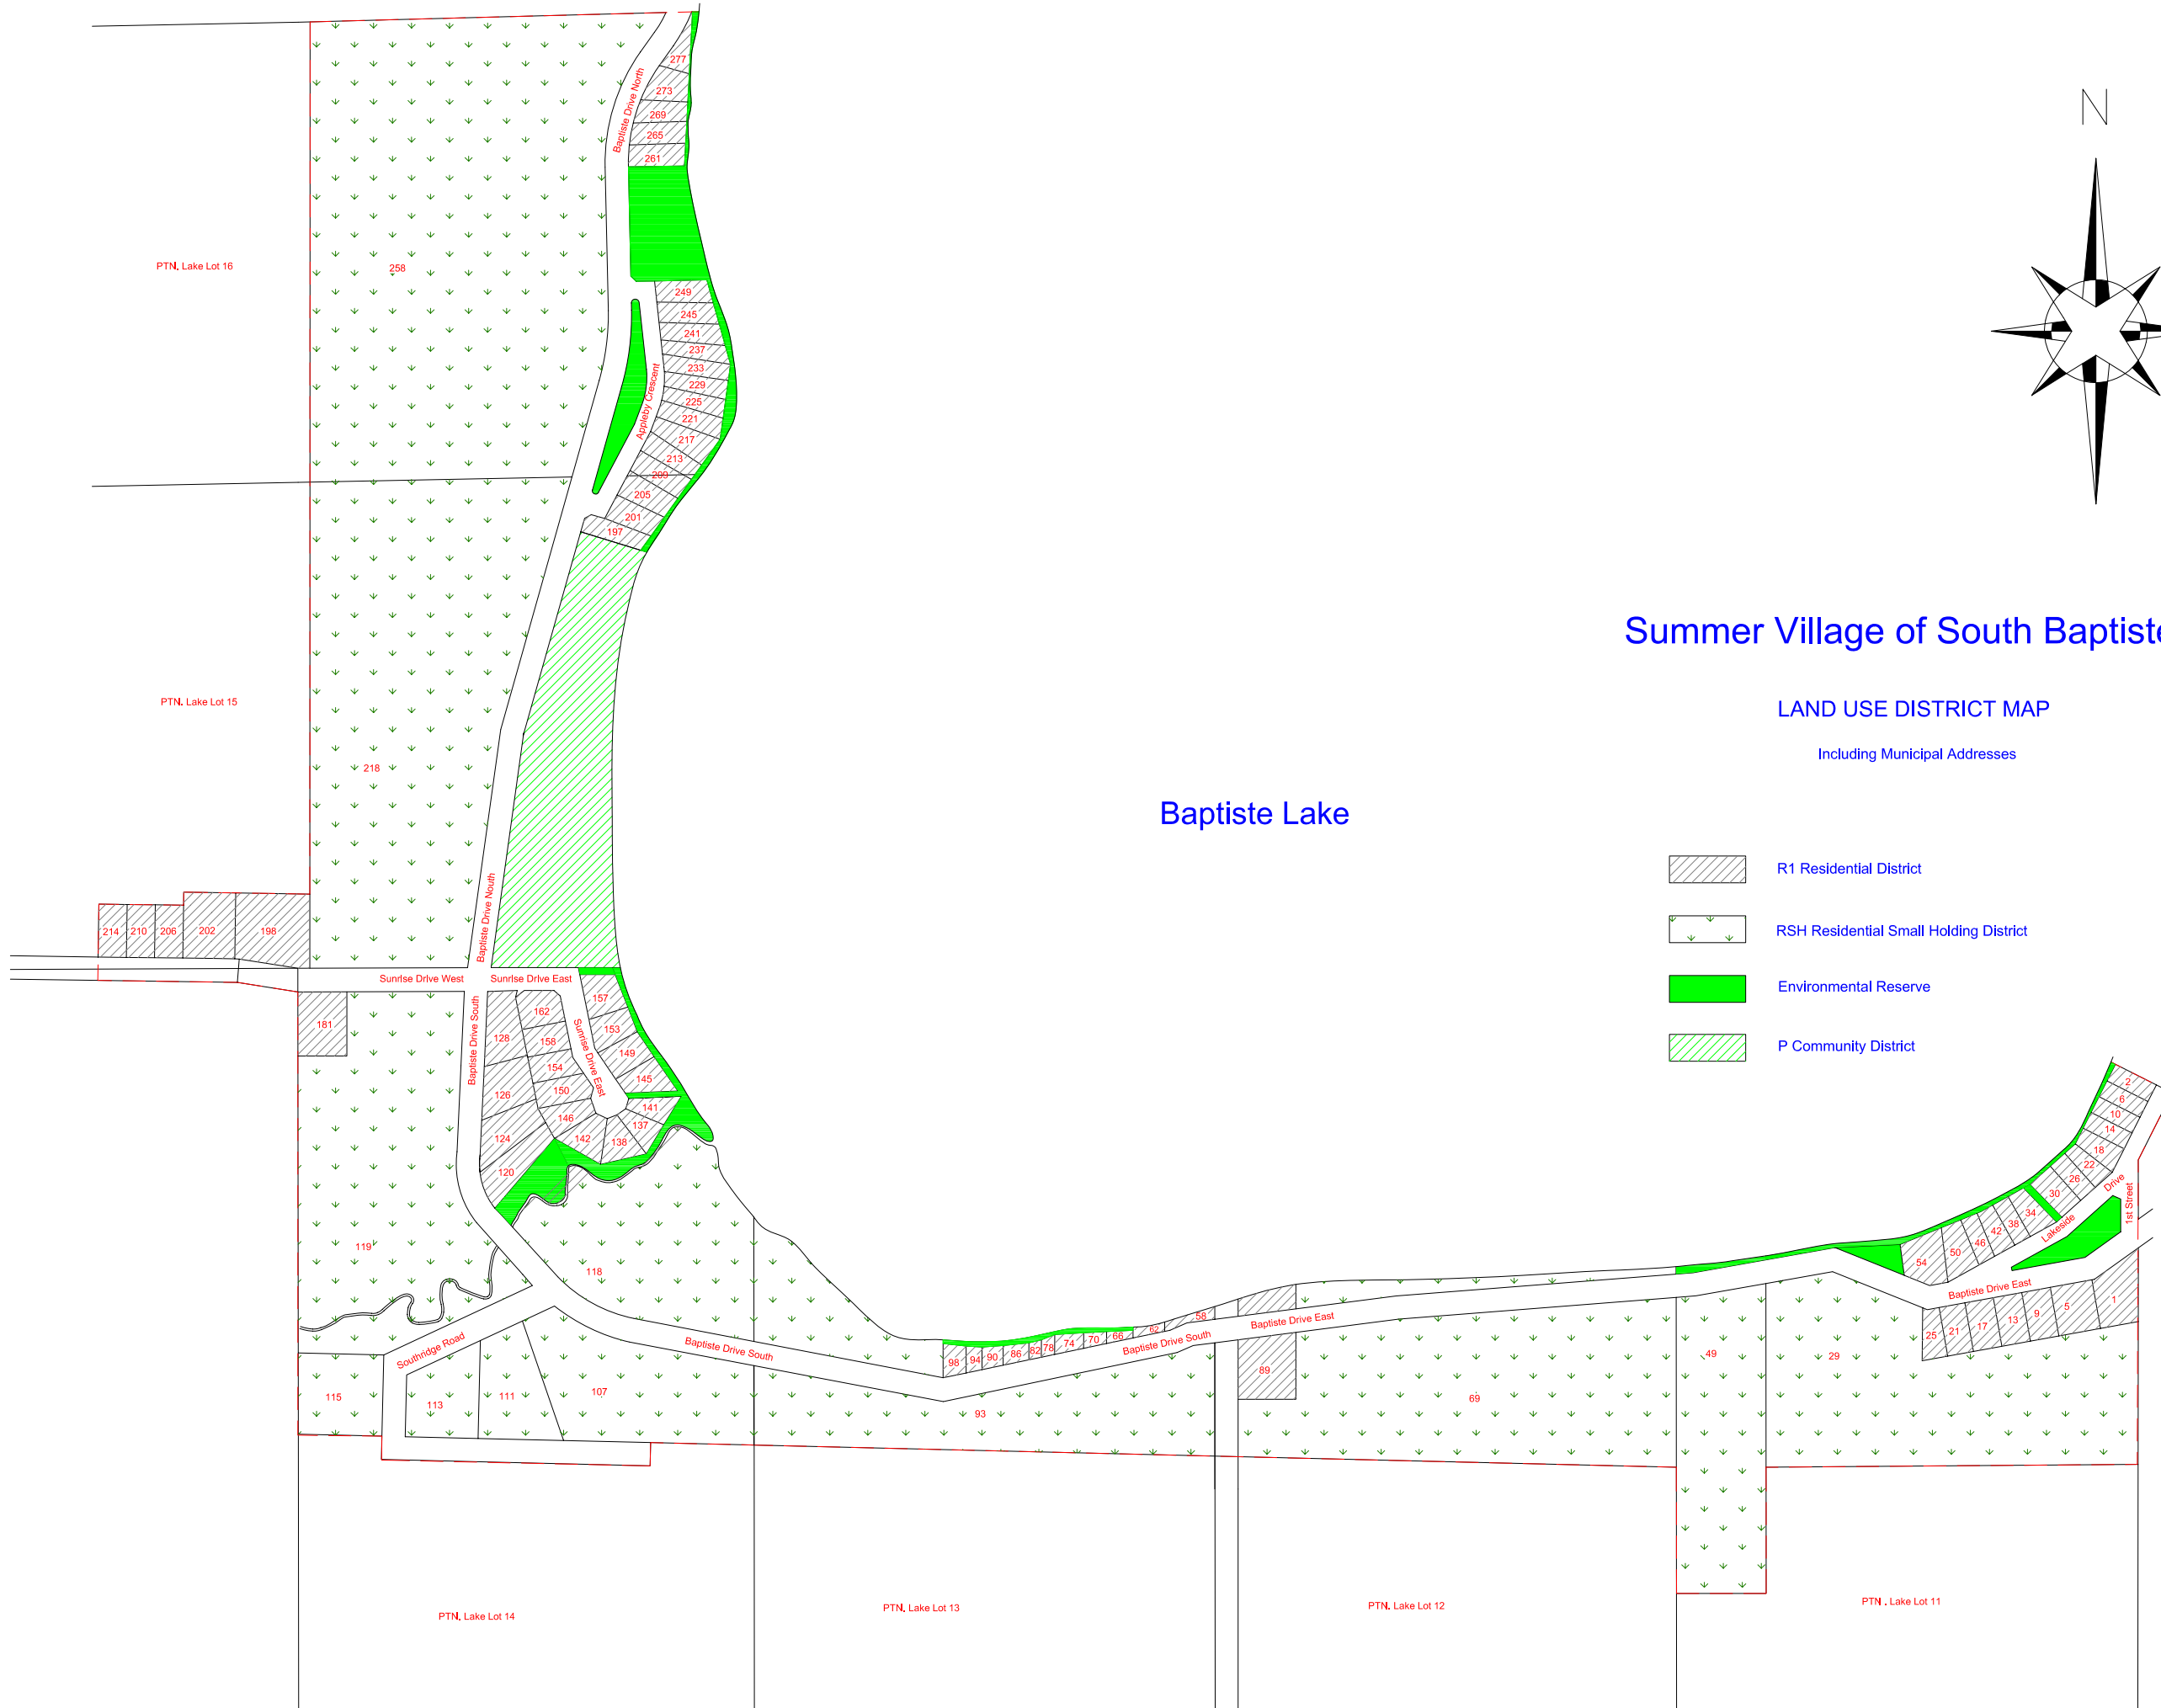 N
Summer Village of South Baptiste
LAND USE DISTRICT MAP
Including Municipal Addresses
Baptiste Lake
R1 Residential District
RSH Residential Small Holding District
Environmental Reserve
P Community District
PTN. Lake Lot 16
258
Baptiste Drive North
277
273
269
265
261
249
245
241
237
233
229
225
221
217
213
209
205
201
197
Appleby Crescent
PTN. Lake Lot 15
218
Baptiste Drive North
214
210
206
202
198
Sunrise Drive West
Sunrise Drive East
181
Baptiste Drive South
128
126
124
120
162
158
154
150
146
142
138
137
141
145
149
153
157
Sunrise Drive East
119
118
Southridge Road
115
113
111
107
Baptiste Drive South
93
98
94
90
86
82
78
74
70
66
62
58
Baptiste Drive South
Baptiste Drive East
89
69
49
29
54
50
46
42
38
34
30
26
22
18
14
10
6
2
Lakeside
Drive
1st Street
Baptiste Drive East
25
21
17
13
9
5
1
PTN. Lake Lot 14
PTN. Lake Lot 13
PTN. Lake Lot 12
PTN . Lake Lot 11